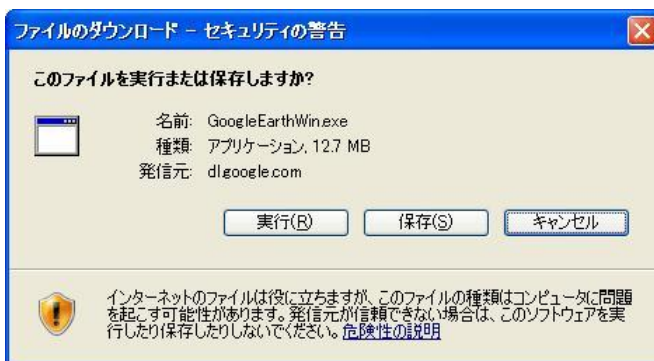 ファイルのダウンロード - セキュリティの警告
このファイルを実行または保存しますか?
名前: GoogleEarthWin.exe
種類: アプリケーション, 12.7 MB
発信元: dl.google.com
実行(R) 保存(S) キャンセル
インターネットのファイルは役に立ちますが、このファイルの種類はコンピュータに問題
を起こす可能性があります。発信元が信頼できない場合は、このソフトウェアを実
行したり保存したりしないでください。危険性の説明